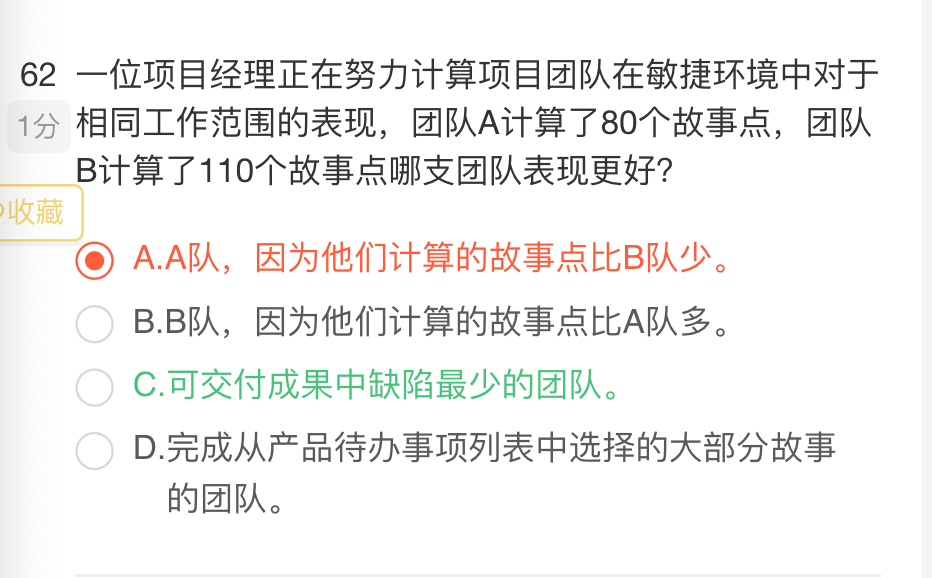 62 一位项目经理正在努力计算项目团队在敏捷环境中对于
1分 相同工作范围的表现，团队A计算了80个故事点，团队
B计算了110个故事点哪支团队表现更好？
收藏
A.A队，因为他们计算的故事点比B队少。
B.B队，因为他们计算的故事点比A队多。
C.可交付成果中缺陷最少的团队。
D.完成从产品待办事项列表中选择的大部分故事
的团队。